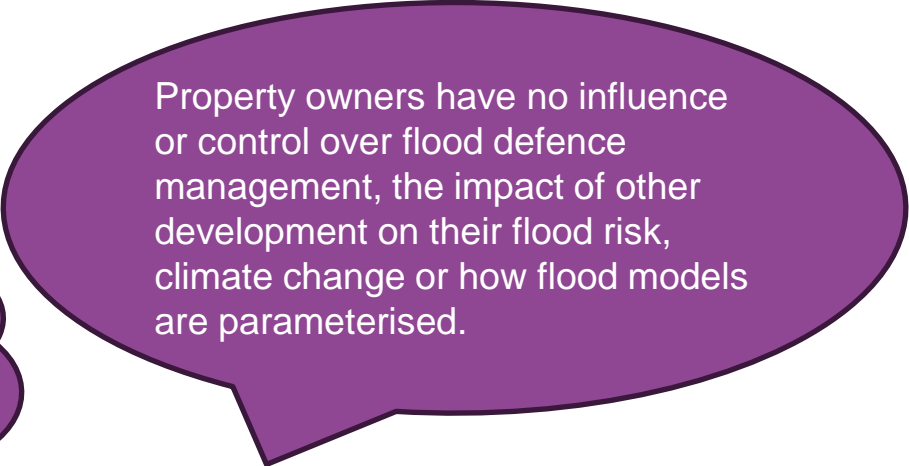 Property owners have no influence
or control over flood defence
management, the impact of other
development on their flood risk,
climate change or how flood models
are parameterised.